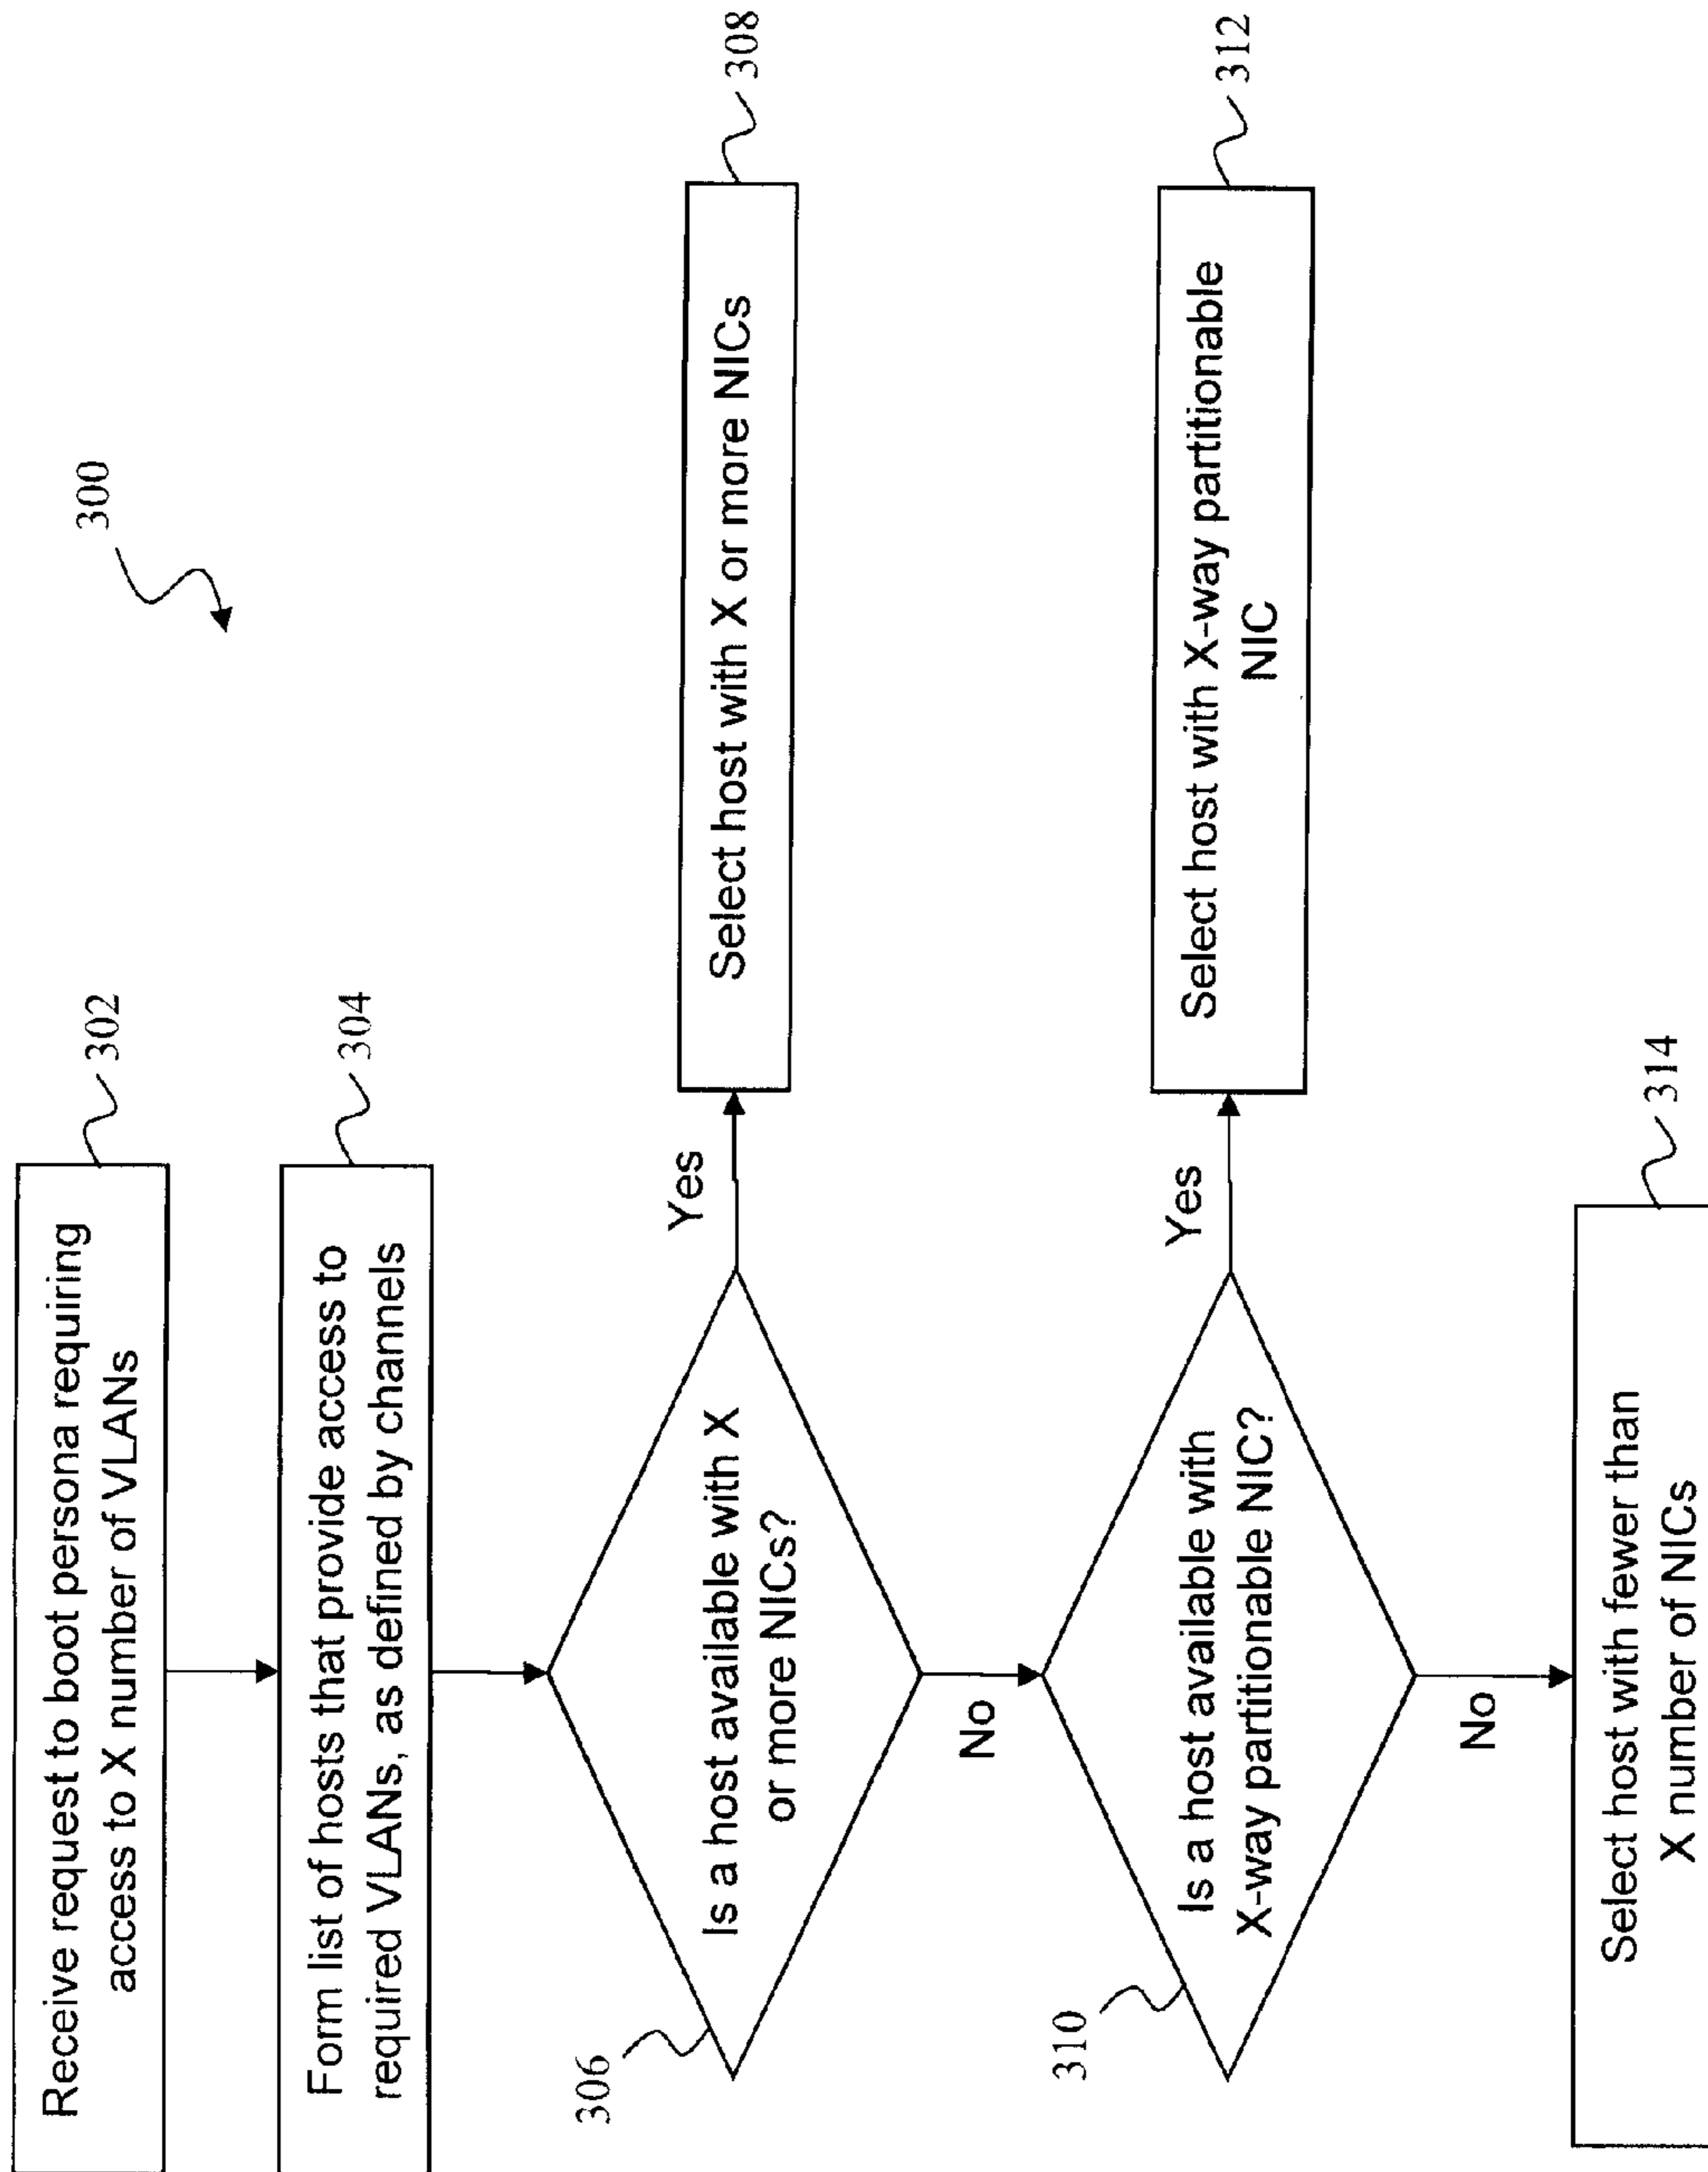 300
Receive request to boot persona requiring
access to X number of VLANs
302
Form list of hosts that provide access to
required VLANs, as defined by channels
304
306
Is a host available with X
or more NICs?
Yes
Select host with X or more NICs
308
No
310
Is a host available with
X-way partitionable NIC?
Yes
Select host with X-way partitionable
NIC
312
No
Select host with fewer than
X number of NICs
314